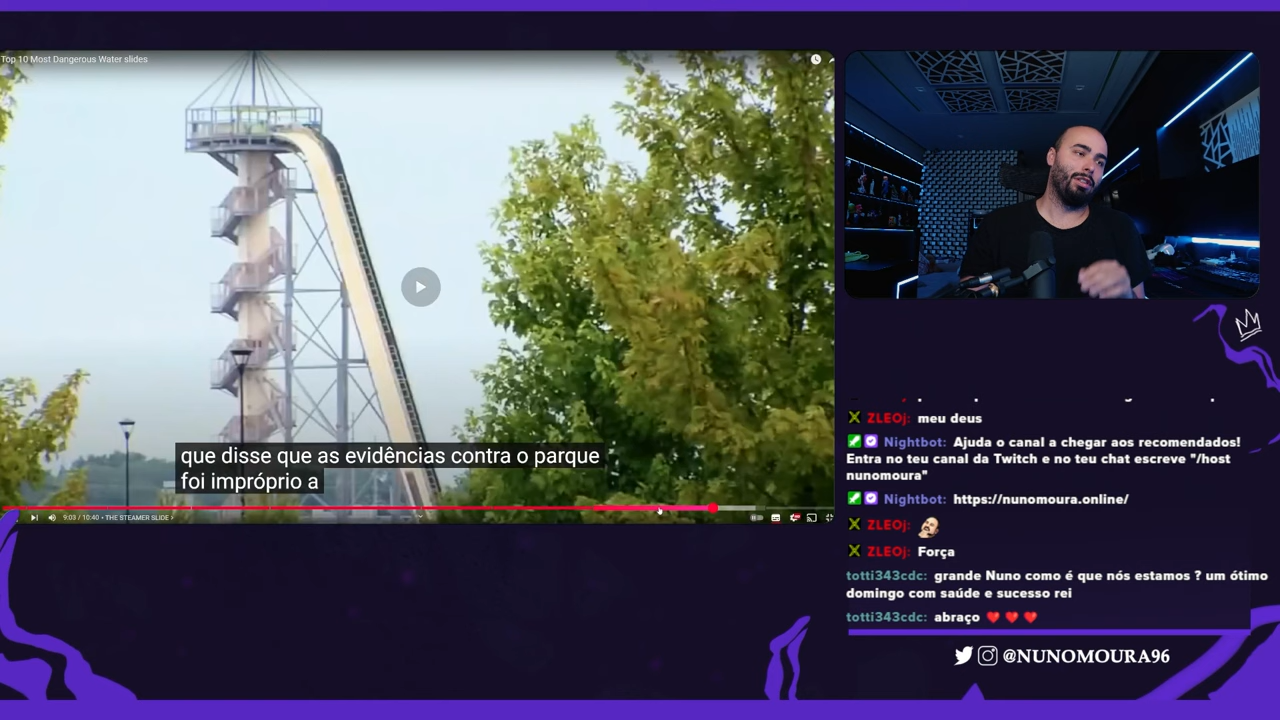 Top 10 Most Dangerous Water slides
que disse que as evidências contra o parque
foi impróprio a
9:03 / 10:40 • THE STEAMER SLIDE >
ZLEOj: meu deus
Nightbot: Ajuda o canal a chegar aos recomendados!
Entra no teu canal da Twitch e no teu chat escreve "/host
nunomoura"
Nightbot: https://nunomoura.online/
ZLEOj:
ZLEOj: Força
totti343cdc: grande Nuno como é que nós estamos ? um ótimo
domingo com saúde e sucesso rei
totti343cdc: abraço ❤️ ❤️ ❤️
@NUNOMOURA96